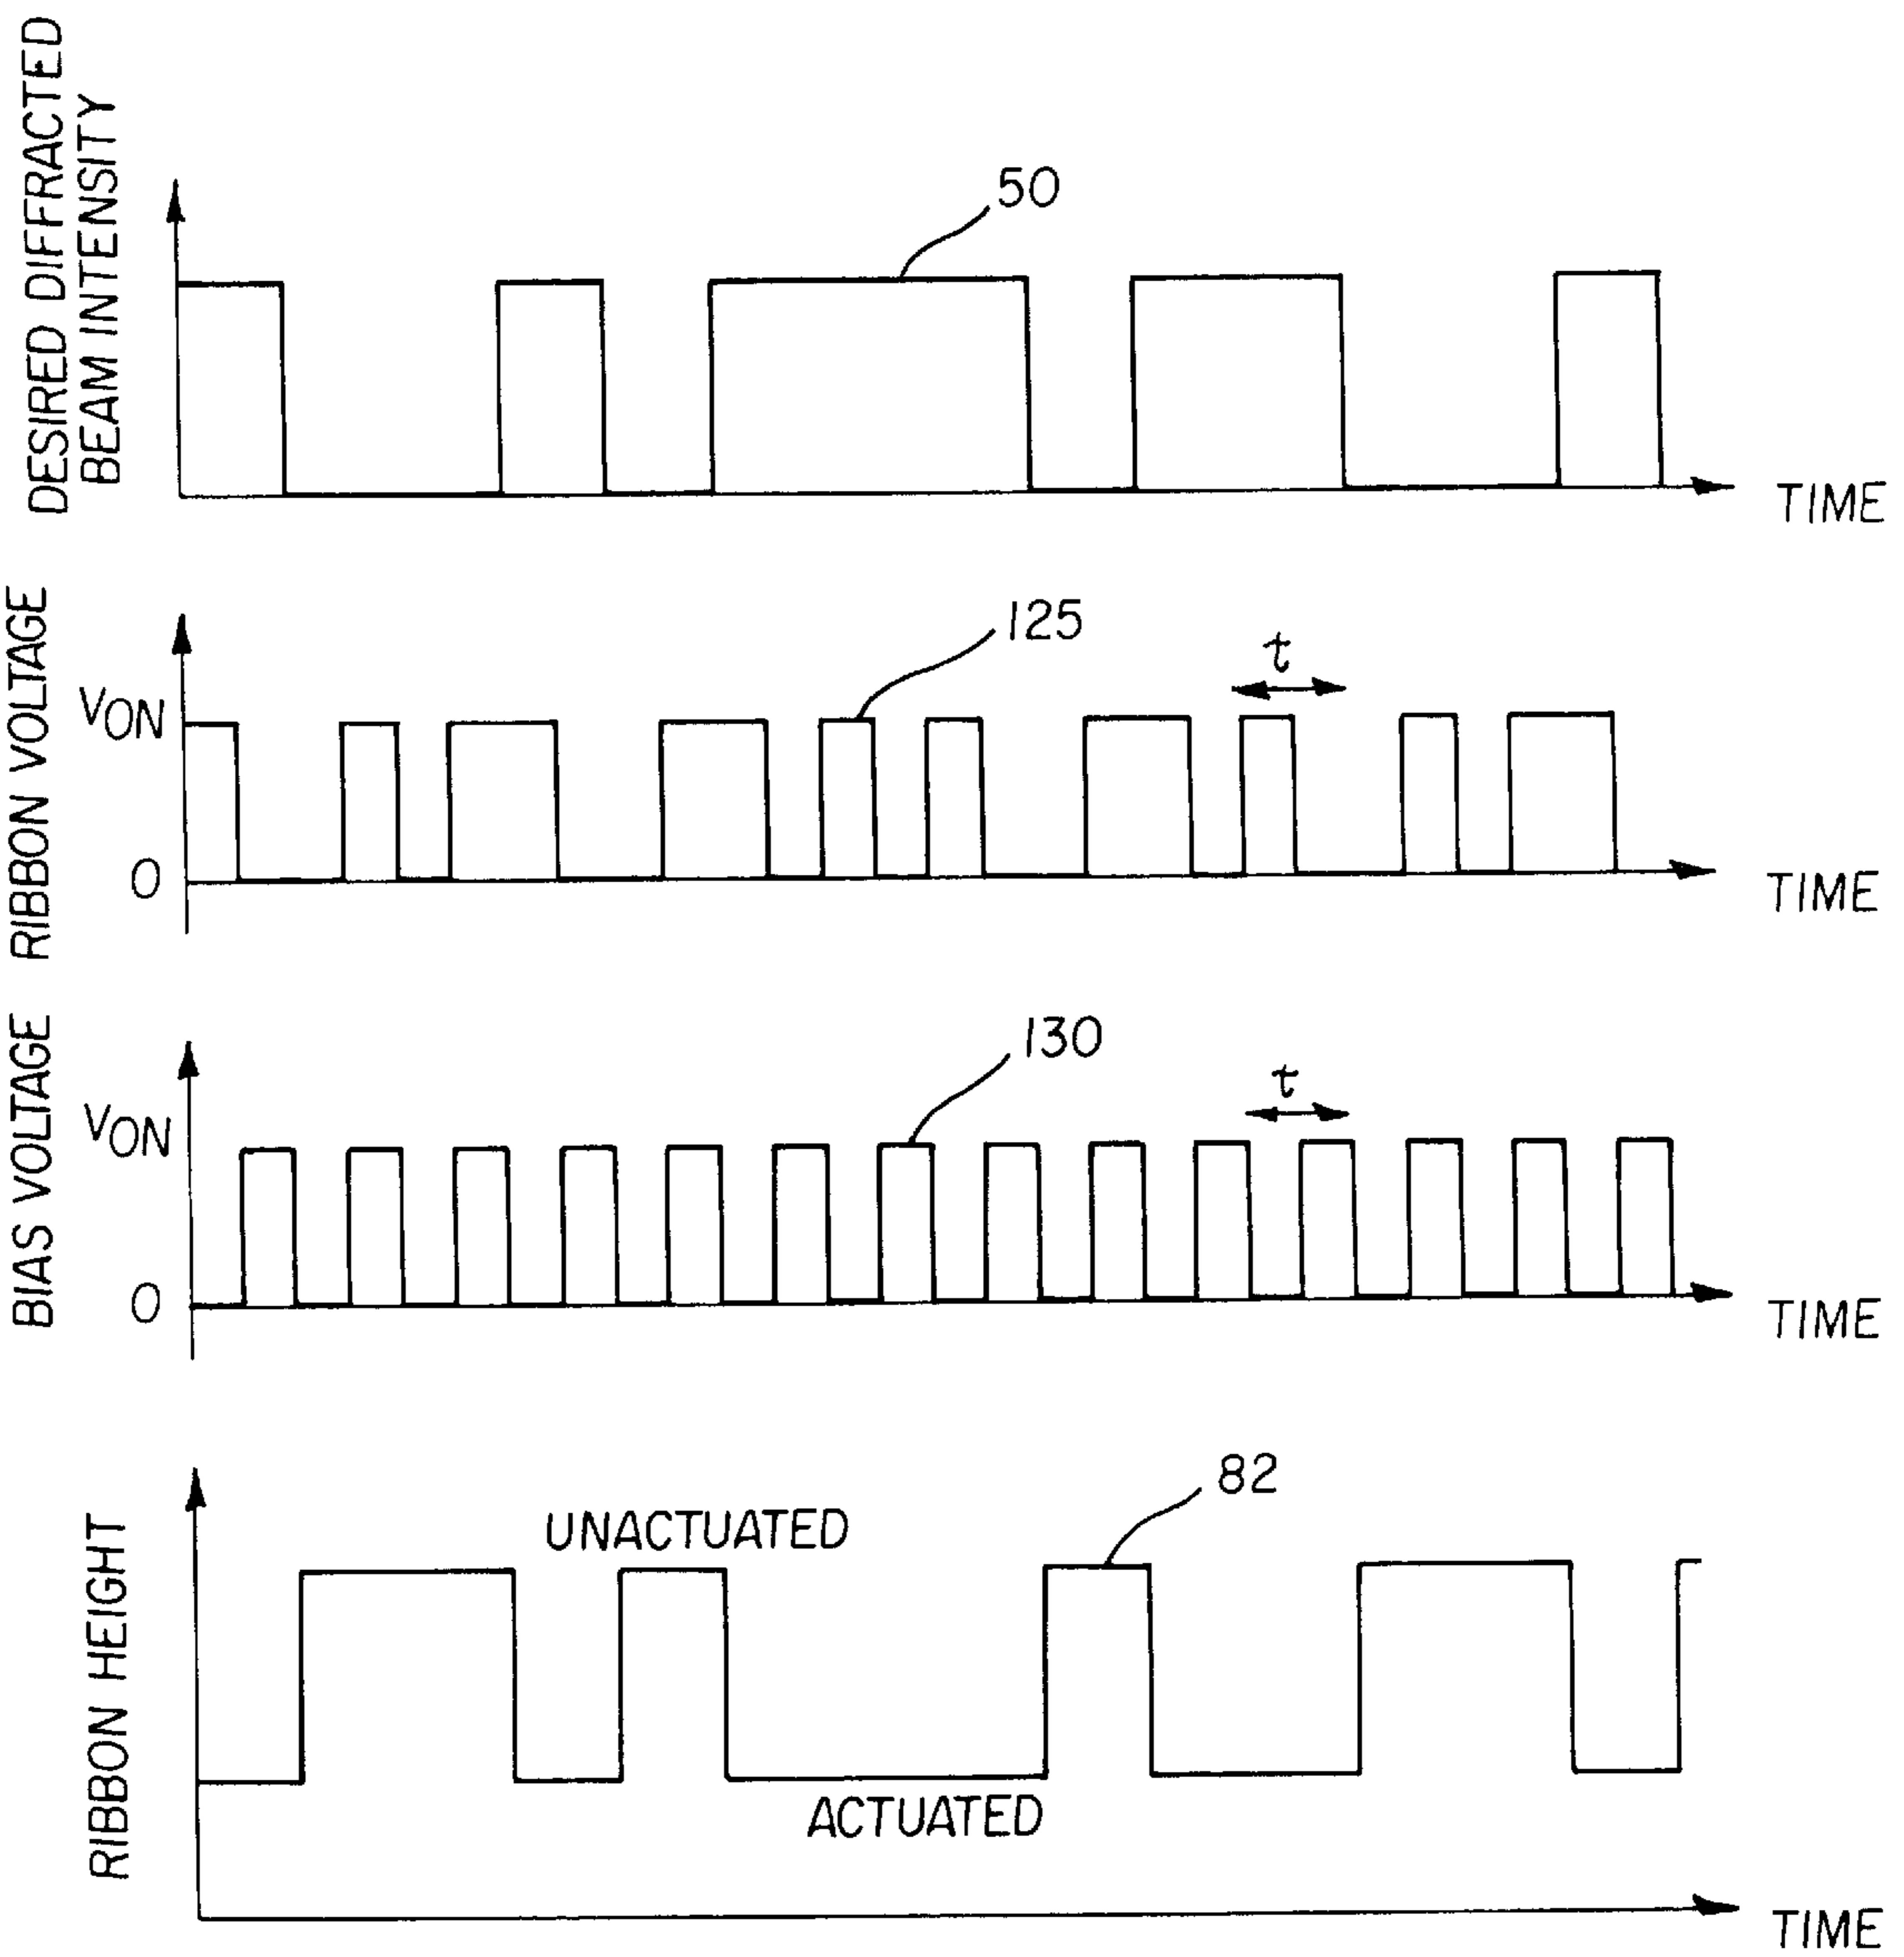 DESIRED DIFFRACTED
BEAM INTENSITY
50
TIME
RIBBON VOLTAGE
VON
0
125
t
TIME
BIAS VOLTAGE
VON
0
130
t
TIME
RIBBON HEIGHT
UNACTUATED
82
ACTUATED
TIME